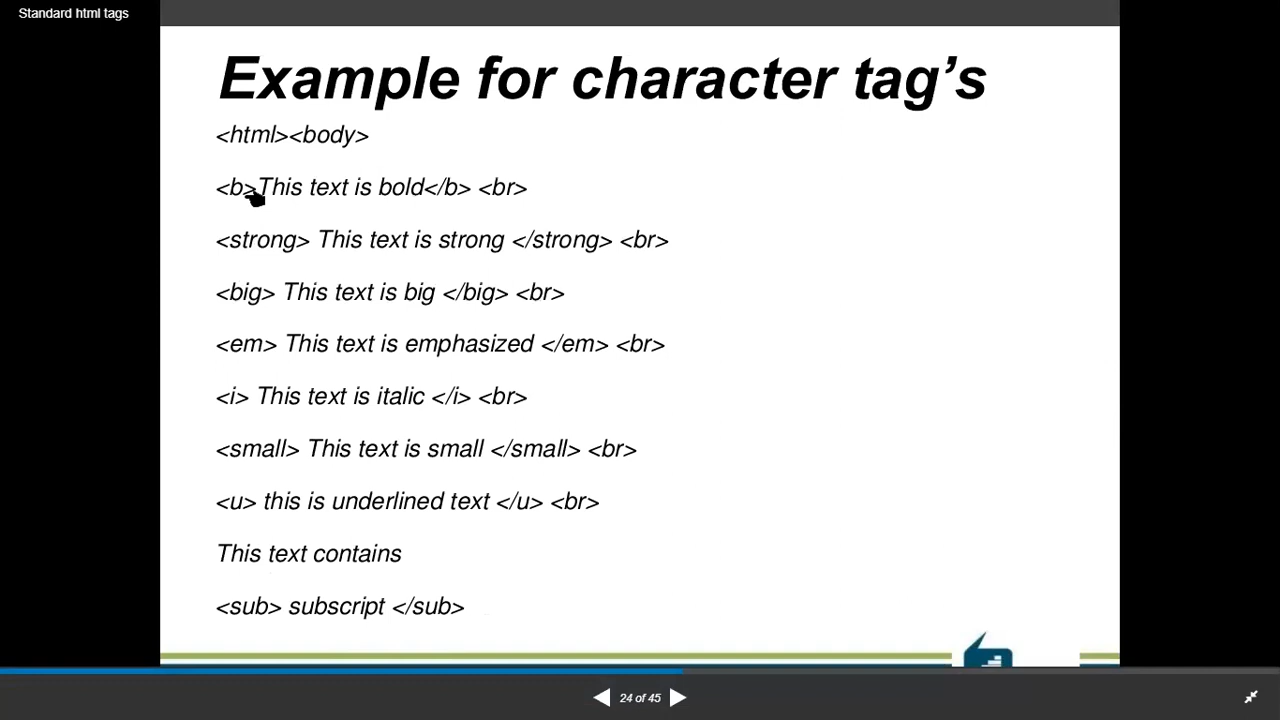 Standard html tags
Example for character tag’s
<html><body>
<b>This text is bold</b> <br>
<strong> This text is strong </strong> <br>
<big> This text is big </big> <br>
<em> This text is emphasized </em> <br>
<i> This text is italic </i> <br>
<small> This text is small </small> <br>
<u> this is underlined text </u> <br>
This text contains
<sub> subscript </sub>
24 of 45